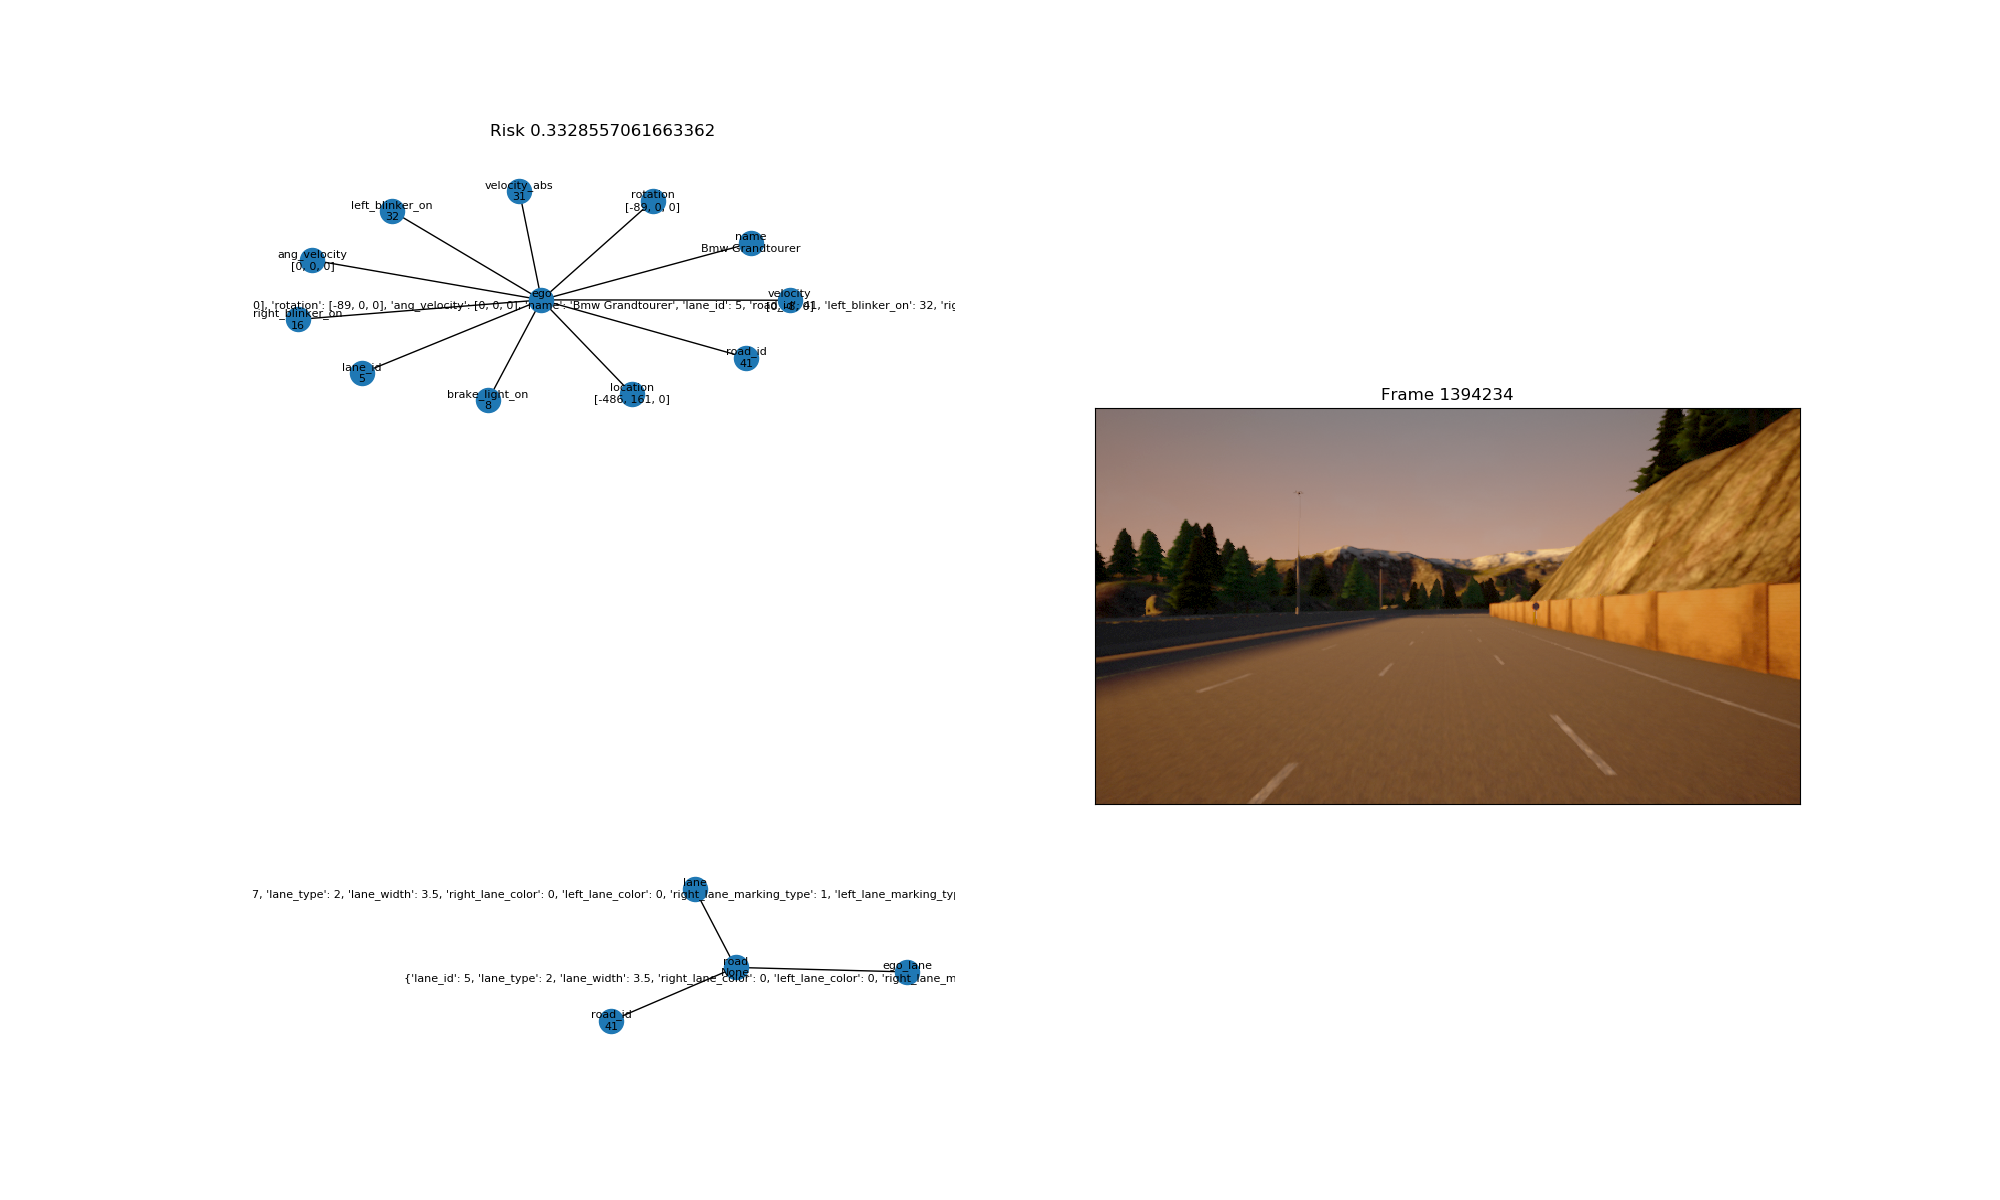 Risk 0.3328557061663362
velocity_abs
31
rotation
[-89, 0, 0]
left_blinker_on
32
name
Bmw Grandtourer
ang_velocity
[0, 0, 0]
ego
0], 'rotation': [-89, 0, 0], 'ang_velocity': [0, 0, 0], 'name': 'Bmw Grandtourer', 'lane_id': 5, 'road_id': 41, 'left_blinker_on': 32, 'rig
velocity
right_blinker_on
16
road_id
41
lane_id
5
brake_light_on
8
location
[-486, 161, 0]
Frame 1394234
lane
7, 'lane_type': 2, 'lane_width': 3.5, 'right_lane_color': 0, 'left_lane_color': 0, 'right_lane_marking_type': 1, 'left_lane_marking_typ
road
None
ego_lane
{'lane_id': 5, 'lane_type': 2, 'lane_width': 3.5, 'right_lane_color': 0, 'left_lane_color': 0, 'right_lane_m
road_id
41